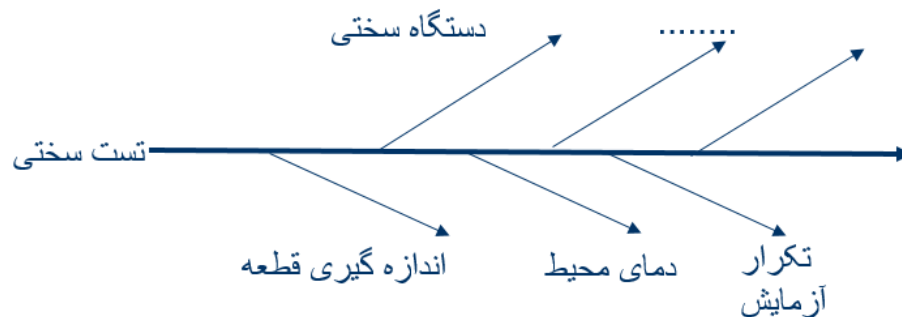 دستگاه سختی
........
تست سختی
اندازه گیری قطعه
دمای محیط
تکرار
آزمایش